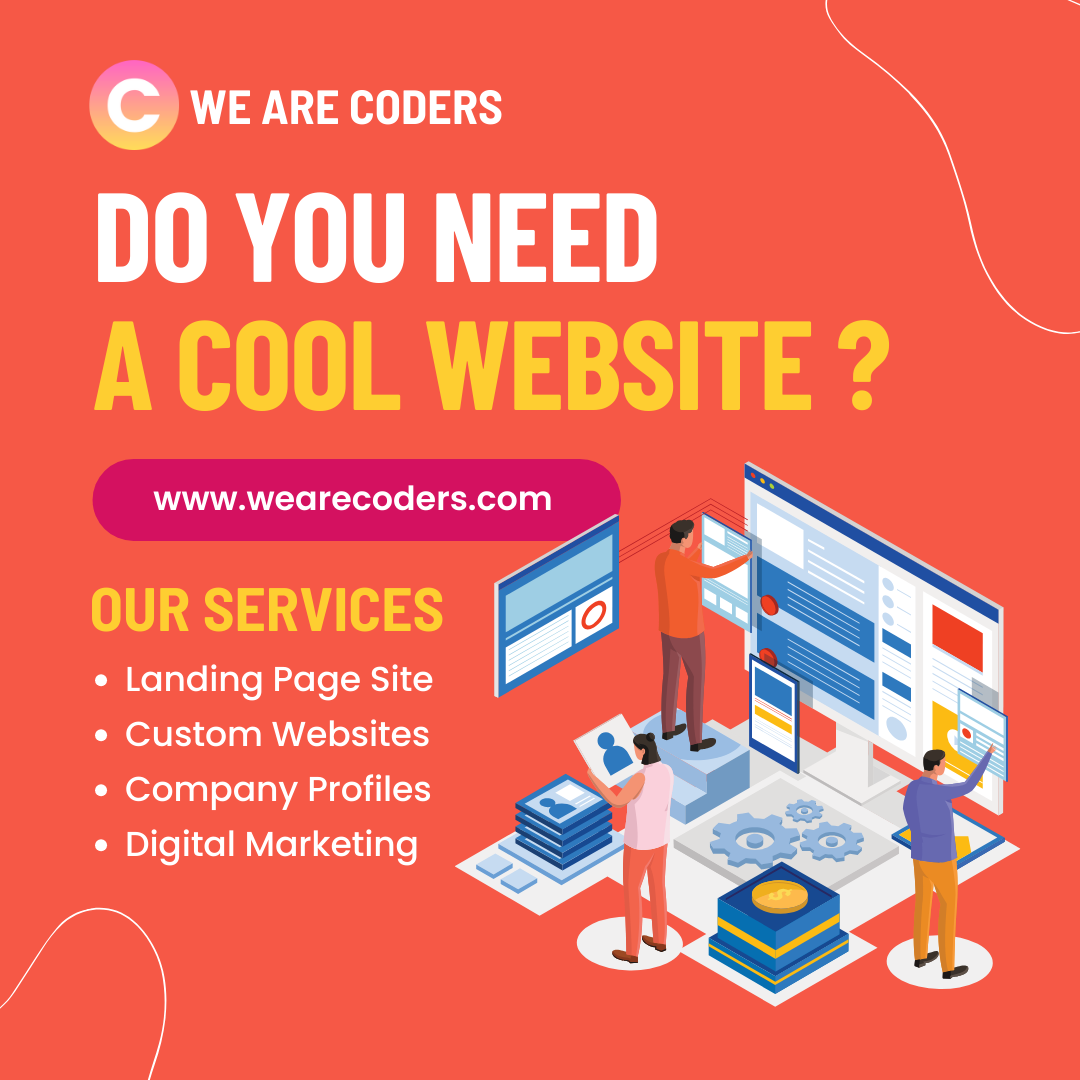 C WE ARE CODERS
DO YOU NEED
A COOL WEBSITE ?
www.wearecoders.com
OUR SERVICES
• Landing Page Site
• Custom Websites
• Company Profiles
• Digital Marketing
$